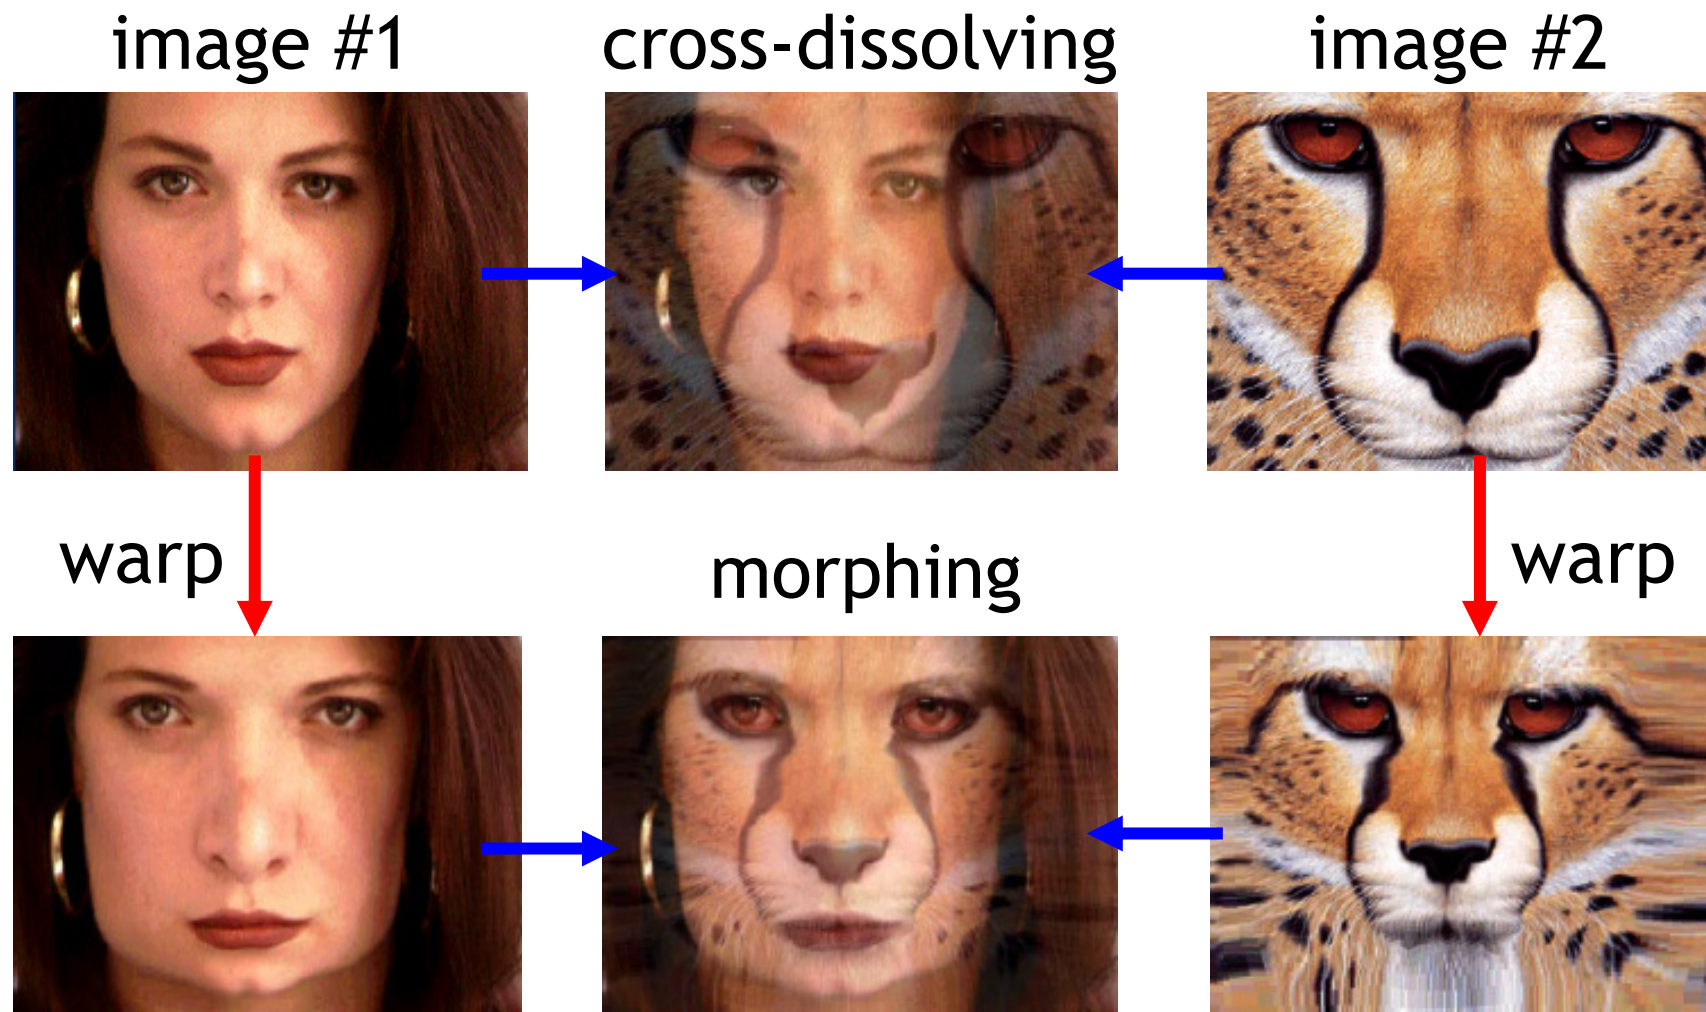 image #1
cross-dissolving
image #2
warp
morphing
warp